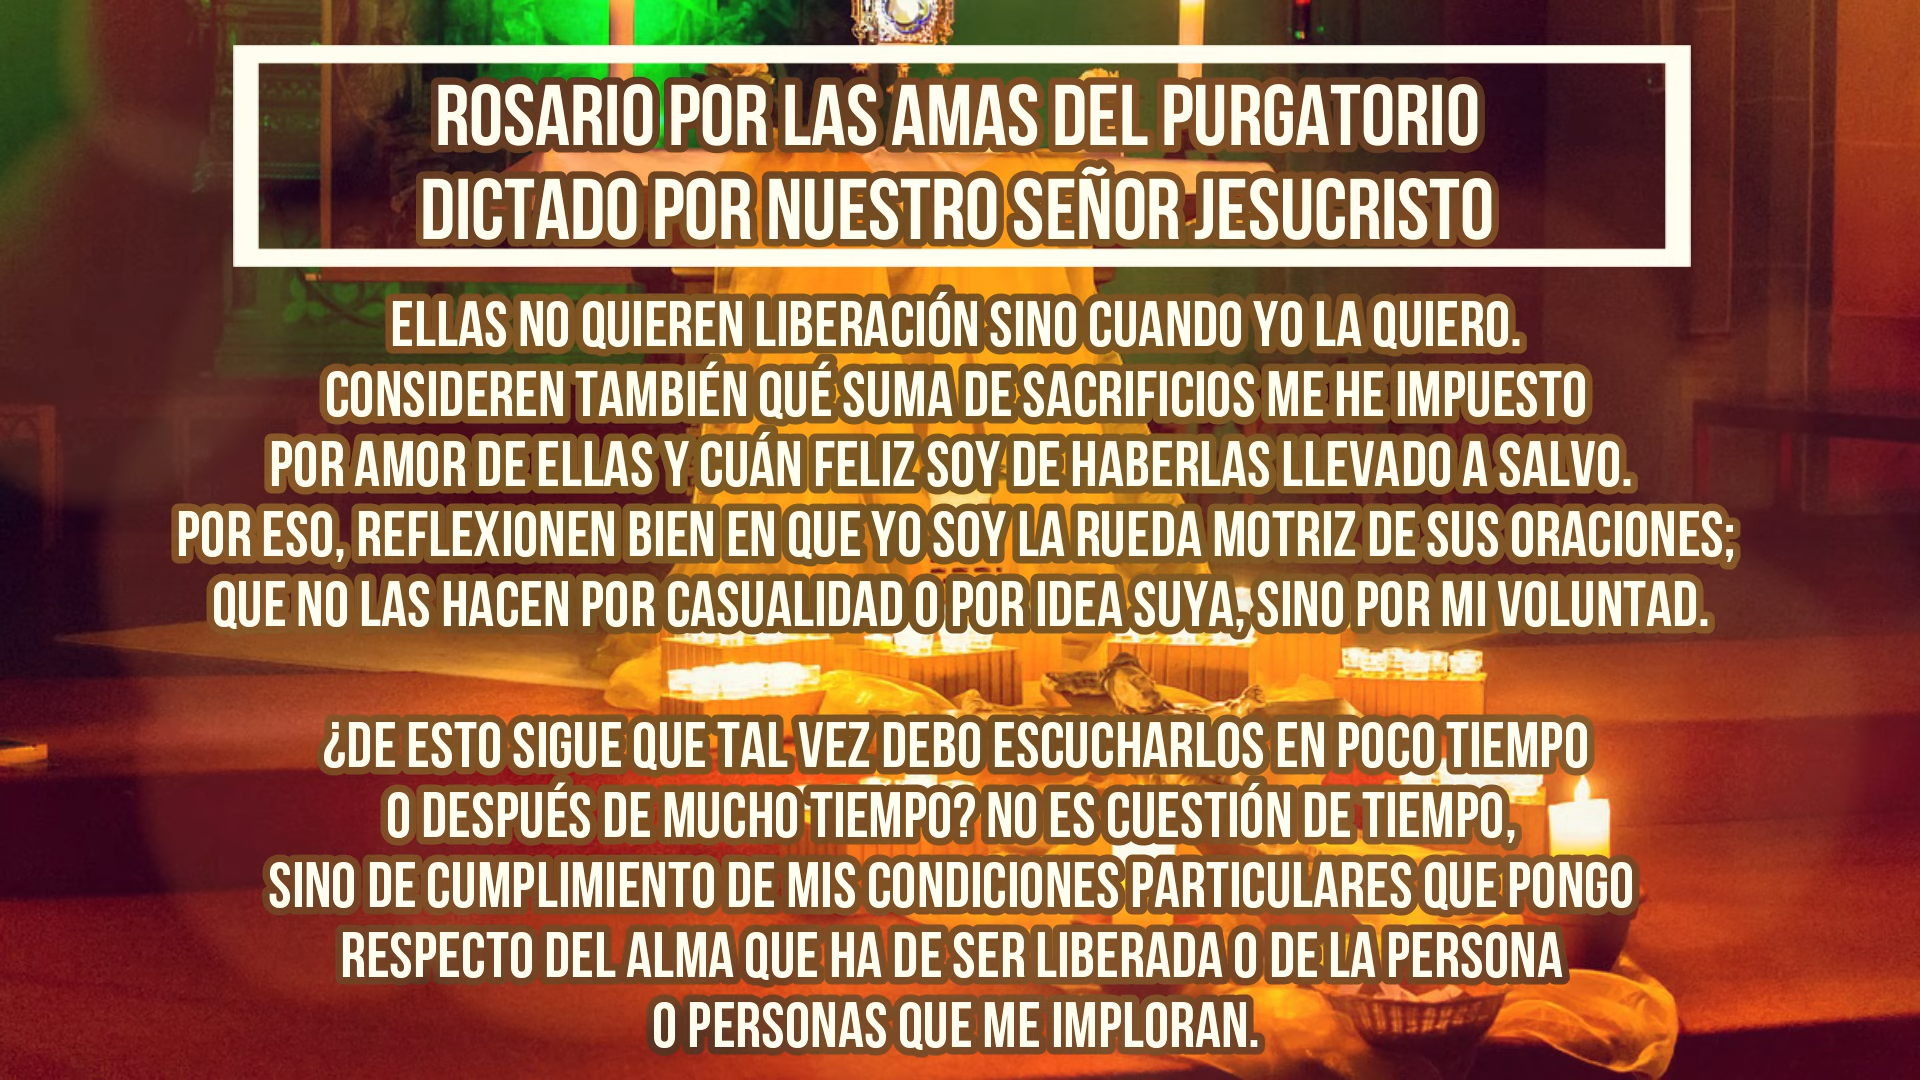 ROSARIO POR LAS AMAS DEL PURGATORIO
DICTADO POR NUESTRO SEÑOR JESUCRISTO
ELLAS NO QUIEREN LIBERACIÓN SINO CUANDO YO LA QUIERO.
CONSIDEREN TAMBIÉN QUÉ SUMA DE SACRIFICIOS ME HE IMPUESTO
POR AMOR DE ELLAS Y CUÁN FELIZ SOY DE HABERLAS LLEVADO A SALVO.
POR ESO, REFLEXIONEN BIEN EN QUE YO SOY LA RUEDA MOTRIZ DE SUS ORACIONES;
QUE NO LAS HACEN POR CASUALIDAD O POR IDEA SUYA, SINO POR MI VOLUNTAD.
¿DE ESTO SIGUE QUE TAL VEZ DEBO ESCUCHARLOS EN POCO TIEMPO
O DESPUÉS DE MUCHO TIEMPO? NO ES CUESTIÓN DE TIEMPO,
SINO DE CUMPLIMIENTO DE MIS CONDICIONES PARTICULARES QUE PONGO
RESPECTO DEL ALMA QUE HA DE SER LIBERADA O DE LA PERSONA
O PERSONAS QUE ME IMPLORAN.